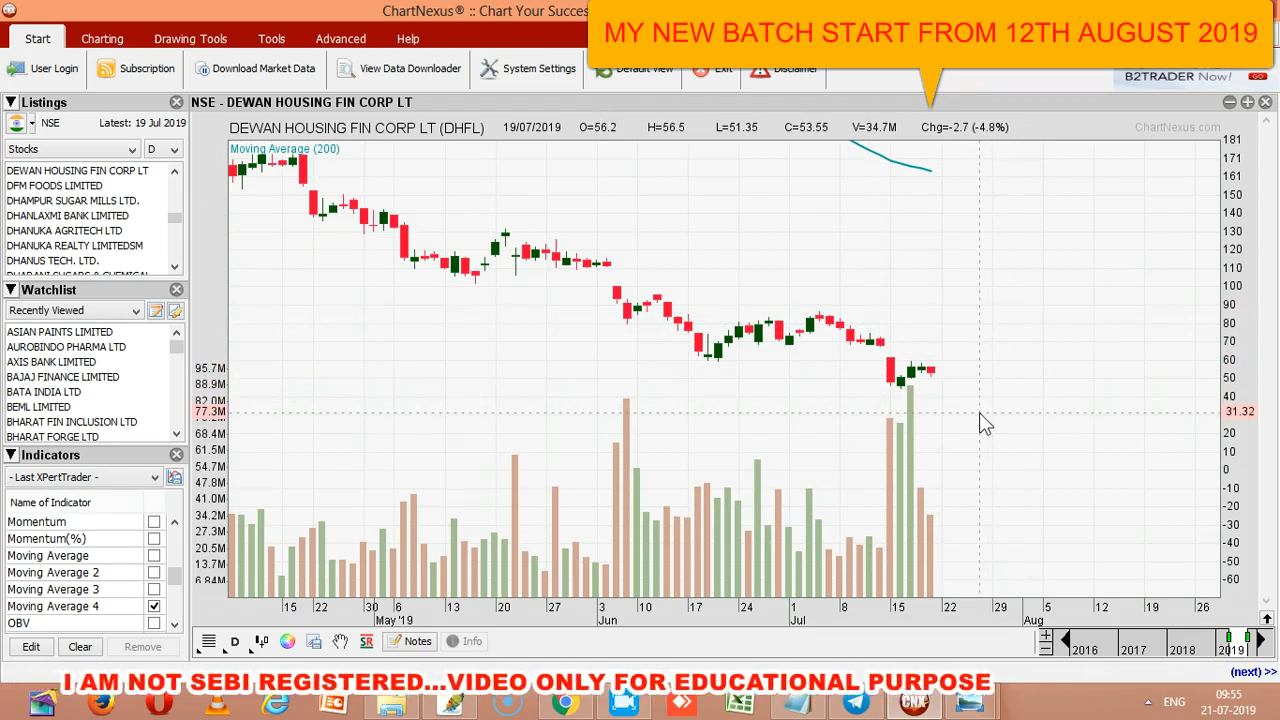 ChartNexus® :: Chart Your Succes
MY NEW BATCH START FROM 12TH AUGUST 2019
Start
Charting
Drawing Tools
Tools
Advanced
Help
User Login
Subscription
Download Market Data
View Data Downloader
System Settings
Default View
Exit
Disclaimer
B2TRADER Now!
GO
Listings
NSE
Latest: 19 Jul 2019
Stocks
D
DEWAN HOUSING FIN CORP LT
DFM FOODS LIMITED
DHAMPUR SUGAR MILLS LTD.
DHANLAXMI BANK LIMITED
DHANUKA AGRITECH LTD
DHANUKA REALTY LIMITEDSM
DHANUS TECH. LTD.
DHARANI SUGARS & CHEMICAL
Watchlist
Recently Viewed
ASIAN PAINTS LIMITED
AUROBINDO PHARMA LTD
AXIS BANK LIMITED
BAJAJ FINANCE LIMITED
BATA INDIA LTD
BEML LIMITED
BHARAT FIN INCLUSION LTD
BHARAT FORGE LTD
Indicators
- Last XPertTrader -
Name of Indicator
Momentum
Momentum(%)
Moving Average
Moving Average 2
Moving Average 3
Moving Average 4
OBV
Edit
Clear
Remove
NSE - DEWAN HOUSING FIN CORP LT
DEWAN HOUSING FIN CORP LT (DHFL) 19/07/2019 O=56.2 H=56.5 L=51.35 C=53.55 V=34.7M Chg=-2.7 (-4.8%)
ChartNexus.com
Moving Average (200)
181
171
161
150
140
130
120
110
100
90
80
70
60
50
40
31.32
20
10
0
-10
-20
-30
-40
-50
-60
95.7M
88.9M
82.0M
77.3M
68.4M
61.5M
54.7M
47.8M
41.0M
34.2M
27.3M
20.5M
13.7M
6.84M
15 22 30 6 13 20 27 3 10 17 24 1 8 15 22 29 5 12 19 26
May '19 Jun Jul Aug
D
SR
Notes
Info
2016 2017 2018 2019
(next) >>
I AM NOT SEBI REGISTERED...VIDEO ONLY FOR EDUCATIONAL PURPOSE
CNX
ENG
09:55
21-07-2019